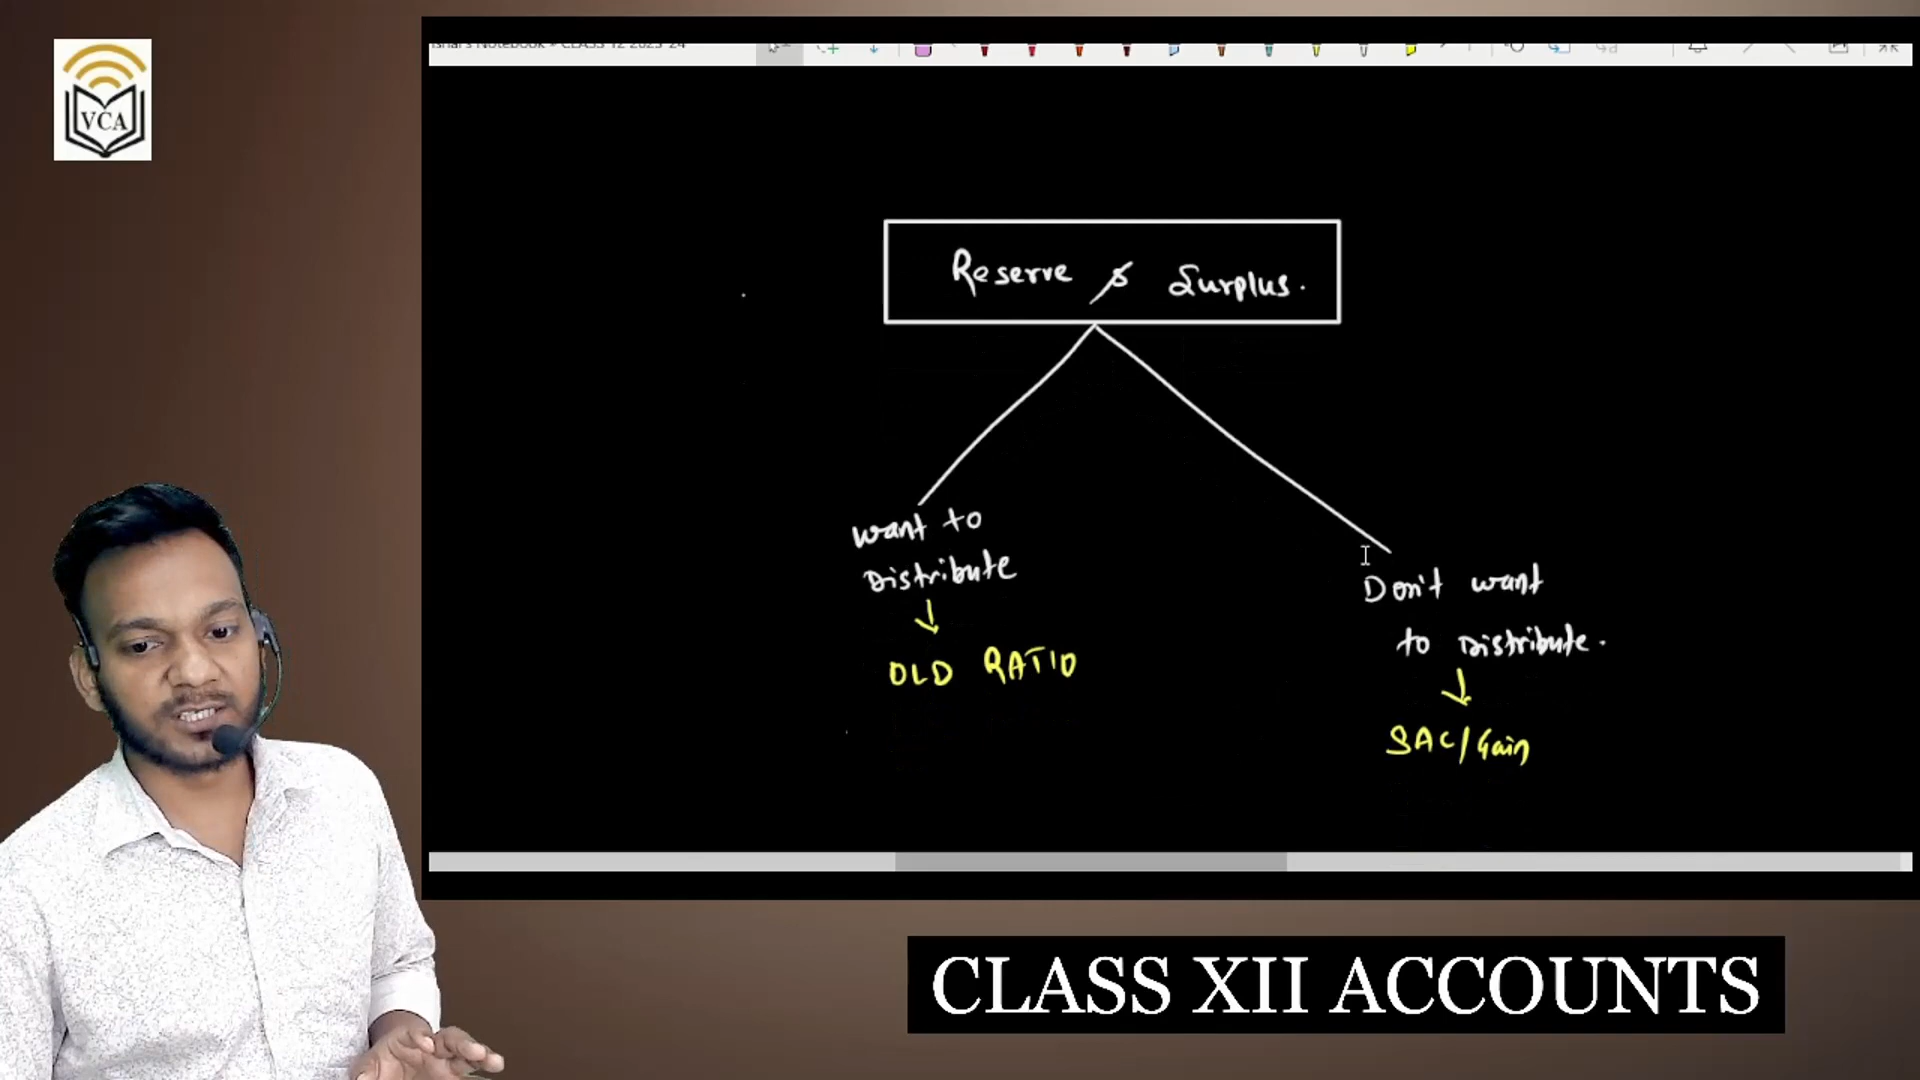 VCA
Reserve & Surplus.
Want to
Distribute
OLD RATIO
Don't want
to Distribute.
SAC/Gain
CLASS XII ACCOUNTS